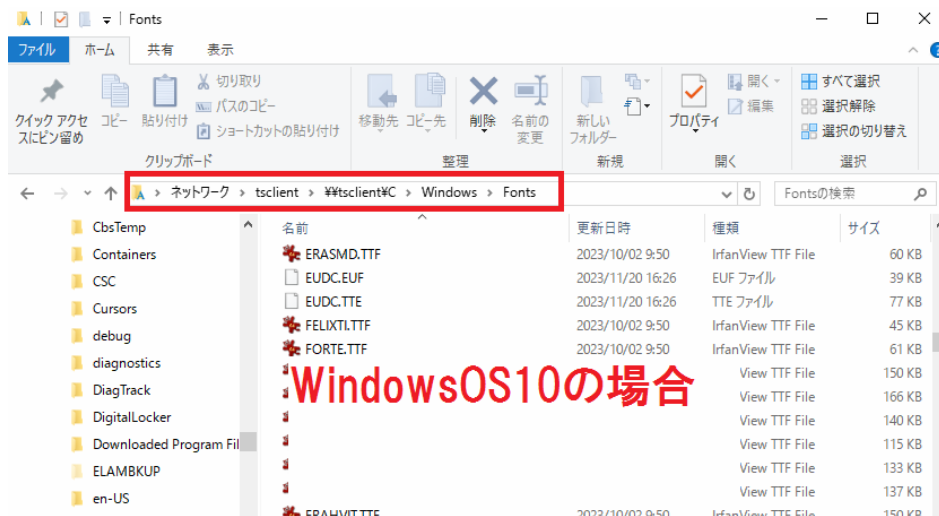 Fonts
ファイル ホーム 共有 表示
クイック アクセスにピン留め
コピー
貼り付け
切り取り
パスのコピー
ショートカットの貼り付け
クリップボード
移動先
コピー先
削除
名前の変更
整理
新しいフォルダー
新規
プロパティ
開く
編集
開く
すべて選択
選択解除
選択の切り替え
選択
ネットワーク > tsclient > ¥¥tsclient¥C > Windows > Fonts
Fontsの検索
CbsTemp
Containers
CSC
Cursors
debug
diagnostics
DiagTrack
DigitalLocker
Downloaded Program Fil
ELAMBKUP
en-US
名前 更新日時 種類 サイズ
ERASMD.TTF 2023/10/02 9:50 IrfanView TTF File 60 KB
EUDC.EUF 2023/11/20 16:26 EUF ファイル 39 KB
EUDC.TTE 2023/11/20 16:26 TTE ファイル 77 KB
FELIXTI.TTF 2023/10/02 9:50 IrfanView TTF File 45 KB
FORTE.TTF 2023/10/02 9:50 IrfanView TTF File 61 KB
View TTF File 150 KB
WindowsOS10の場合
View TTF File 166 KB
View TTF File 140 KB
View TTF File 115 KB
View TTF File 133 KB
View TTF File 137 KB
ERAHVIT.TTF 2023/10/02 9:50 IrfanView TTF File 150 KB